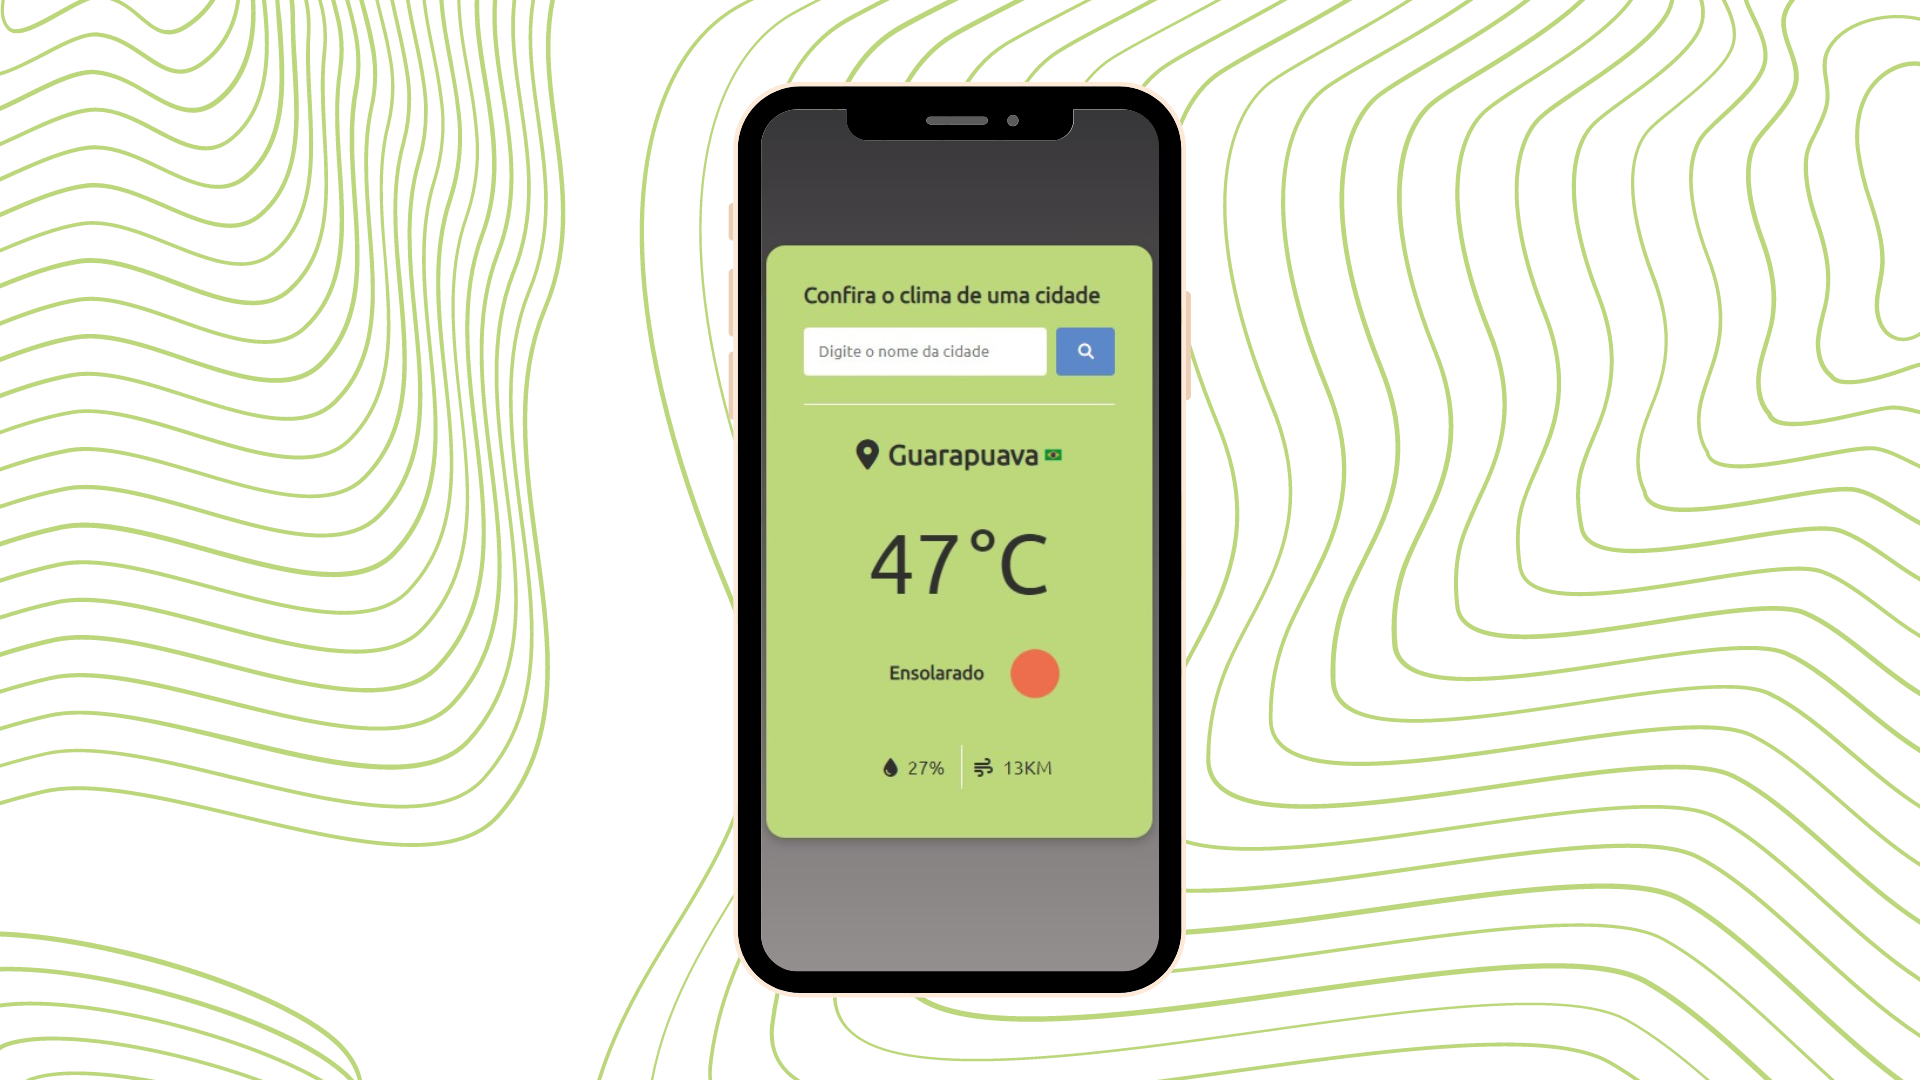 Confira o clima de uma cidade
Digite o nome da cidade
Guarapuava
47°C
Ensolarado
27% 13KM